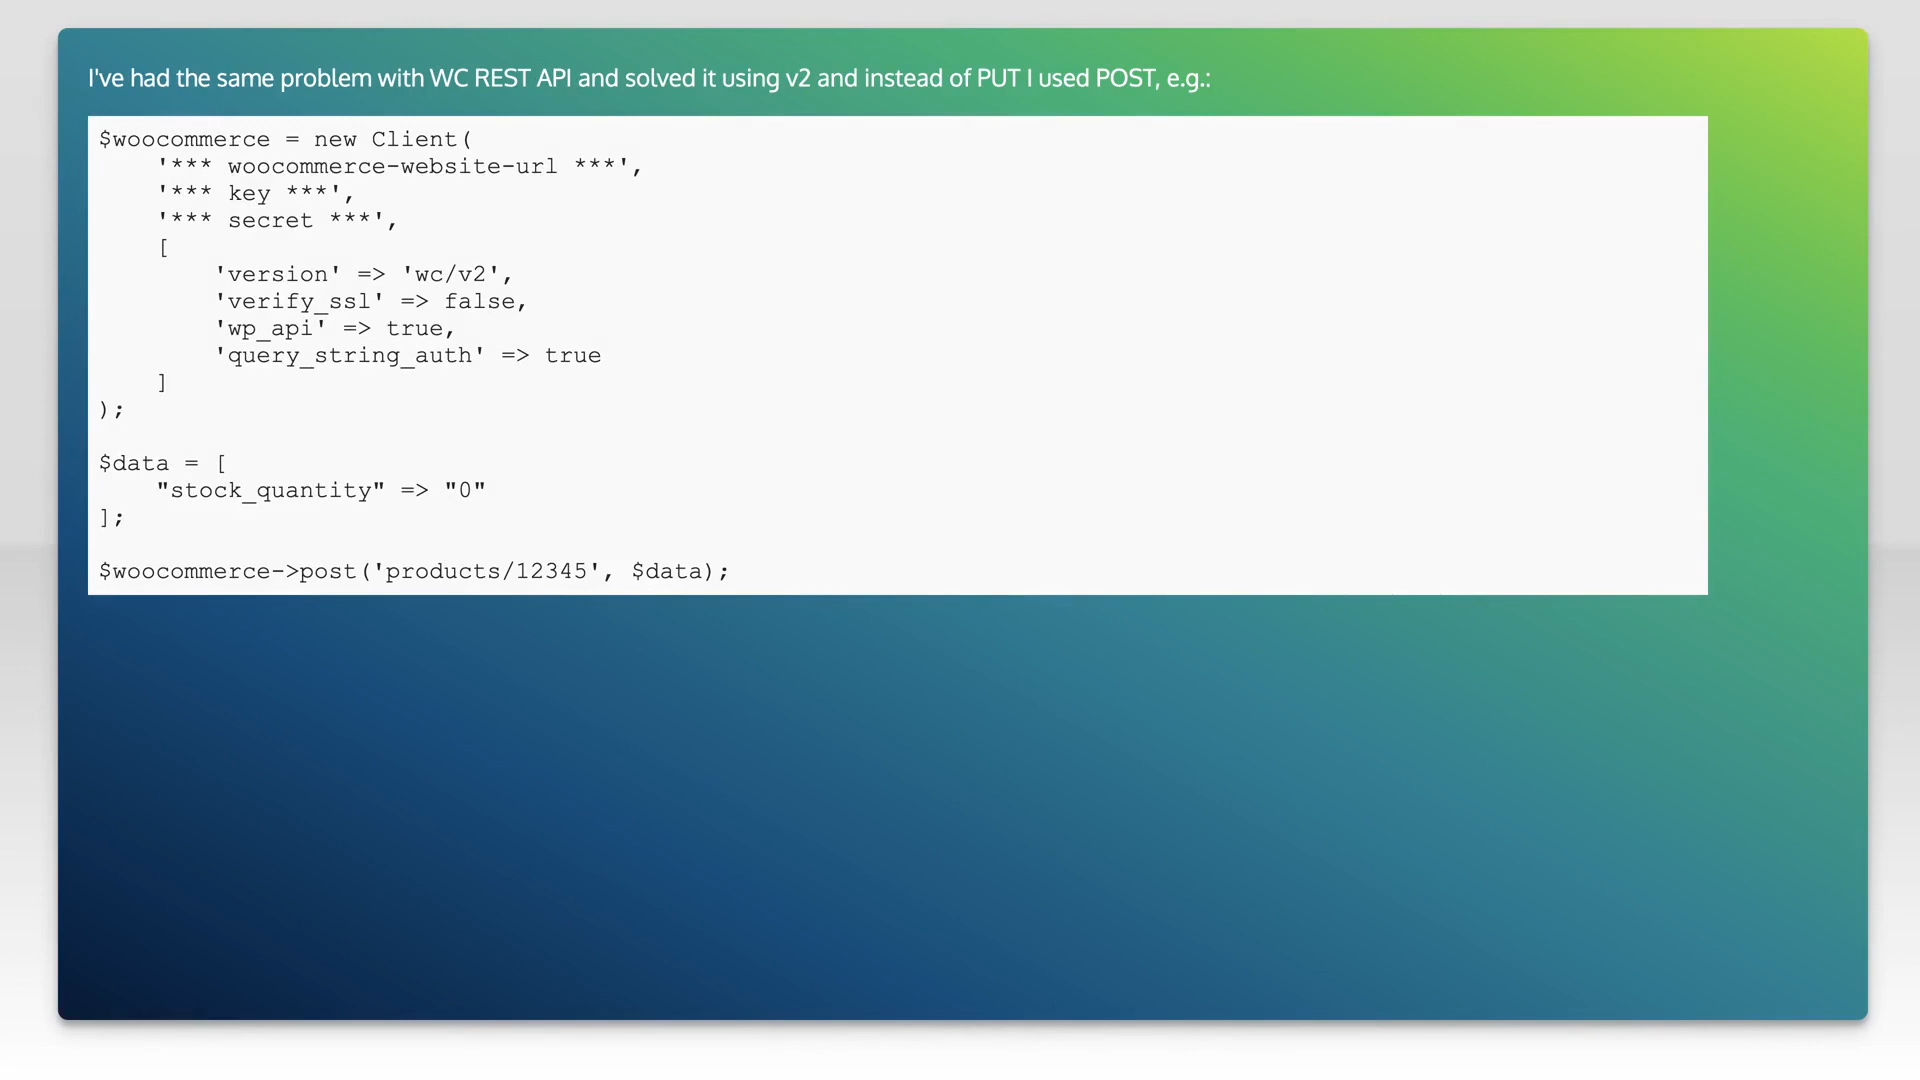 I've had the same problem with WC REST API and solved it using v2 and instead of PUT I used POST, e.g.:
$woocommerce = new Client(
    '*** woocommerce-website-url ***',
    '*** key ***',
    '*** secret ***',
    [
        'version' => 'wc/v2',
        'verify_ssl' => false,
        'wp_api' => true,
        'query_string_auth' => true
    ]
);

$data = [
    "stock_quantity" => "0"
];

$woocommerce->post('products/12345', $data);